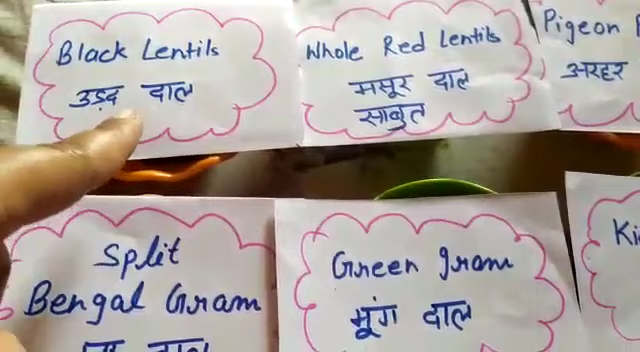 Black Lentils
उड़द दाल
Whole Red Lentils
मसूर दाल
साबुत
Pigeon
अरहर
Split
Bengal Gram
दाल
Green gram
मूंग दाल